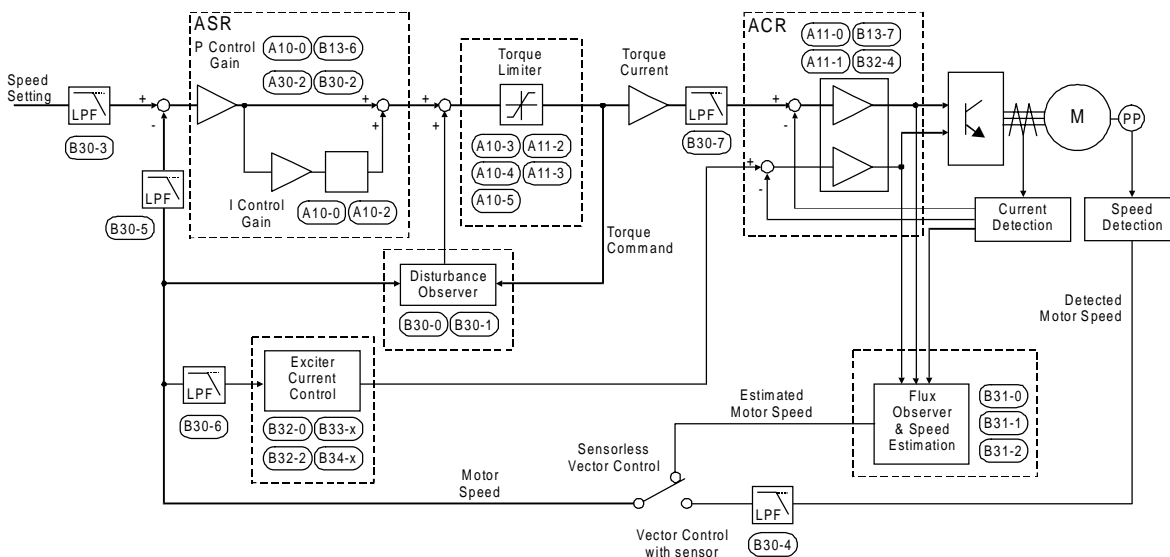 ASR
P Control
Gain
A10-0
B13-6
A30-2
B30-2
Speed
Setting
LPF
B30-3
+
-
+
+
I Control
Gain
A10-0
A10-2
LPF
B30-5
+
+
Torque
Limiter
A10-3
A11-2
A10-4
A11-3
A10-5
Torque
Current
LPF
B30-7
Torque
Command
Disturbance
Observer
B30-0
B30-1
ACR
A11-0
B13-7
A11-1
B32-4
+
-
+
-
M
PP
Current
Detection
Speed
Detection
Detected
Motor Speed
LPF
B30-6
Exciter
Current
Control
B32-0
B33-x
B32-2
B34-x
Estimated
Motor Speed
Flux
Observer
& Speed
Estimation
B31-0
B31-1
B31-2
Sensorless
Vector Control
Motor
Speed
Vector Control
with sensor
LPF
B30-4